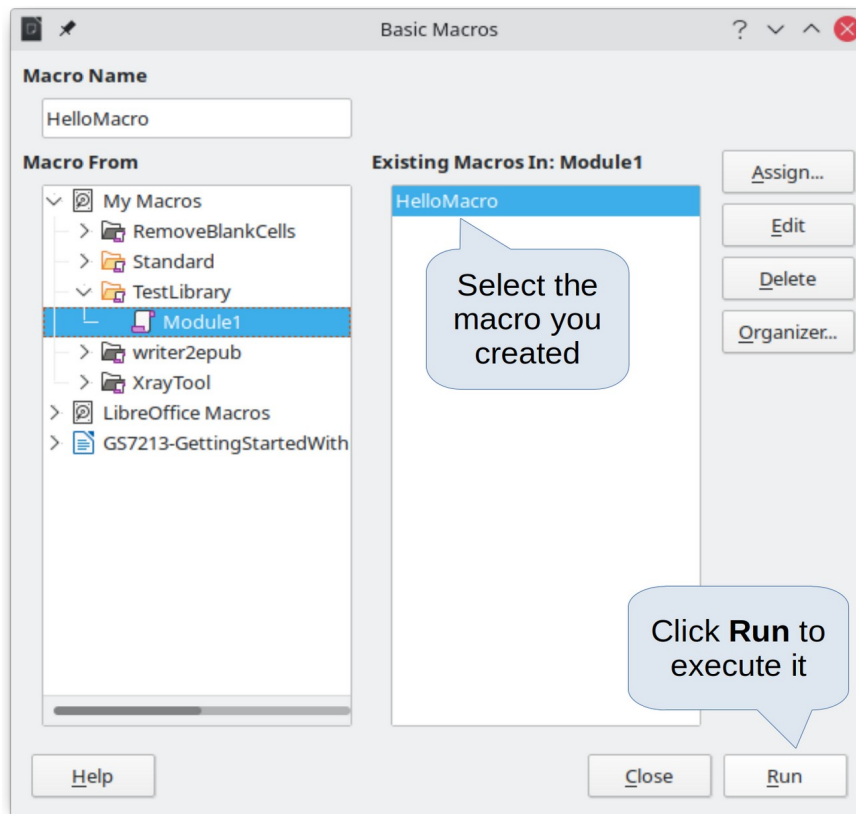 Basic Macros
?
Macro Name
HelloMacro
Macro From
Existing Macros In: Module1
My Macros
RemoveBlankCells
Standard
TestLibrary
Module1
writer2epub
XrayTool
LibreOffice Macros
GS7213-GettingStartedWith
HelloMacro
Select the
macro you
created
Assign...
Edit
Delete
Organizer...
Click Run to
execute it
Help
Close
Run